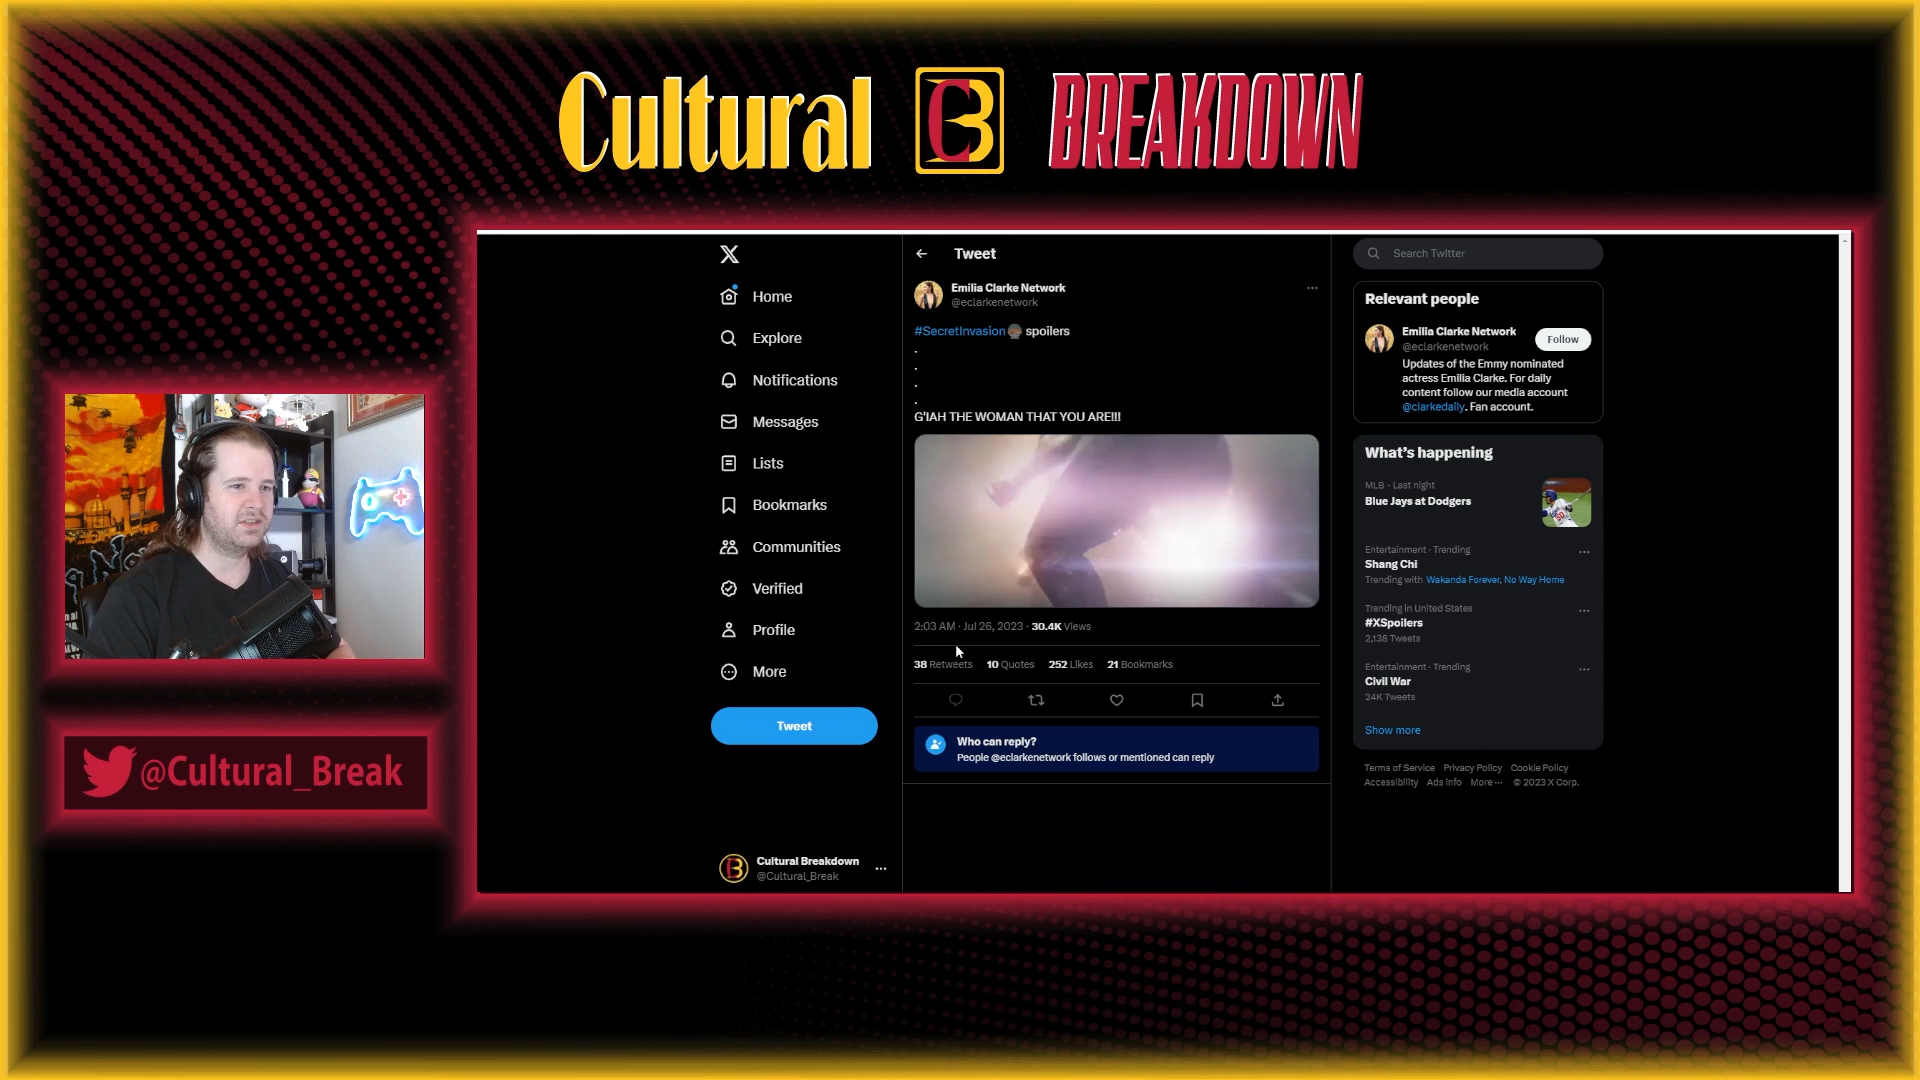 Cultural CB BREAKDOWN
Tweet
Emilia Clarke Network
@eclarkenetwork
#SecretInvasion spoilers
.
.
.
.
G'IAH THE WOMAN THAT YOU ARE!!!
2:03 AM · Jul 26, 2023 · 30.4K Views
38 Retweets 10 Quotes 252 Likes 21 Bookmarks
Who can reply?
People @eclarkenetwork follows or mentioned can reply
Home
Explore
Notifications
Messages
Lists
Bookmarks
Communities
Verified
Profile
More
Tweet
Cultural Breakdown
@Cultural_Break
Search Twitter
Relevant people
Emilia Clarke Network
@eclarkenetwork
Follow
Updates of the Emmy nominated
actress Emilia Clarke. For daily
content follow our media account
@clarkedaily. Fan account.
What's happening
MLB · Last night
Blue Jays at Dodgers
Entertainment · Trending
Shang Chi
Trending with Wakanda Forever, No Way Home
Trending in United States
#XSpoilers
2,138 Tweets
Entertainment · Trending
Civil War
24K Tweets
Show more
Terms of Service Privacy Policy Cookie Policy
Accessibility Ads info More ··· © 2023 X Corp.
@Cultural_Break